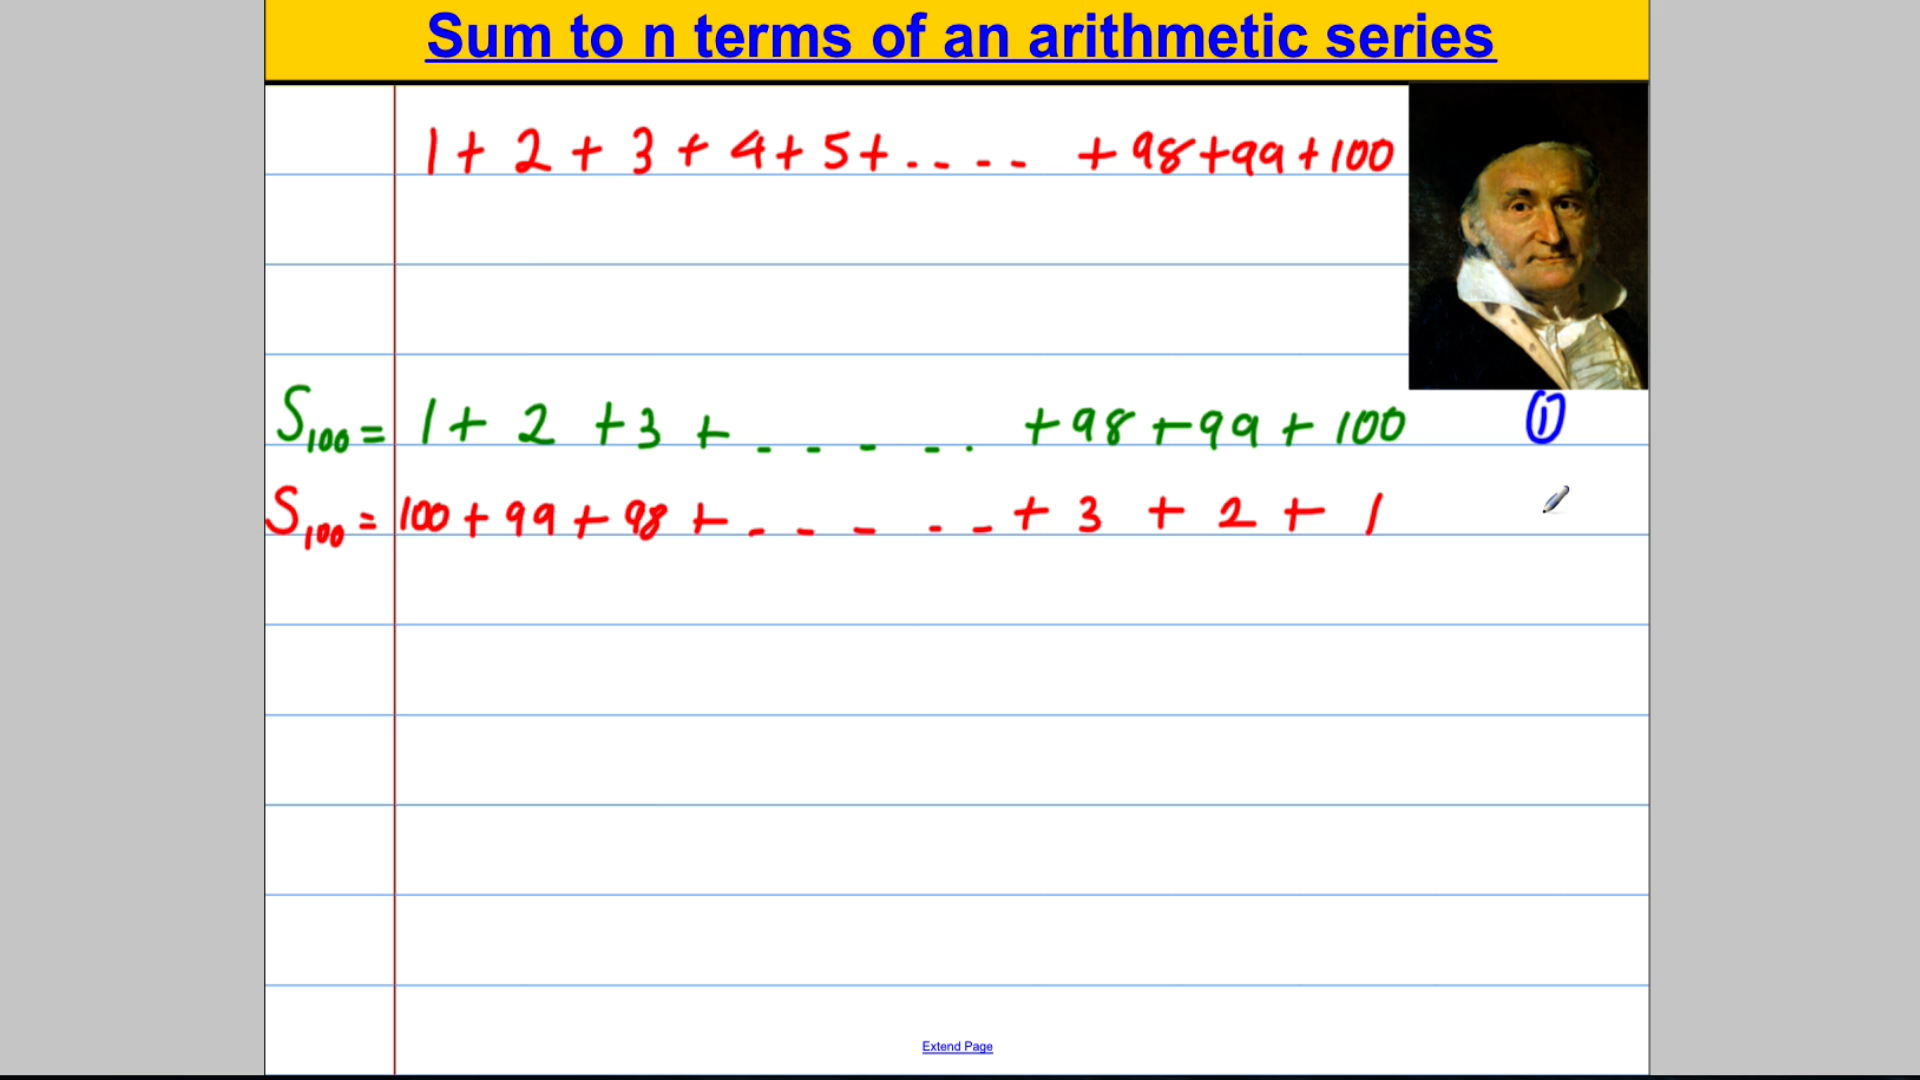 Sum to n terms of an arithmetic series
1 + 2 + 3 + 4 + 5 + - - - - + 98 + 99 + 100
S100 = 1 + 2 + 3 + - - - - . + 98 + 99 + 100 ①
S100 = 100 + 99 + 98 + - - - - - + 3 + 2 + 1
Extend Page